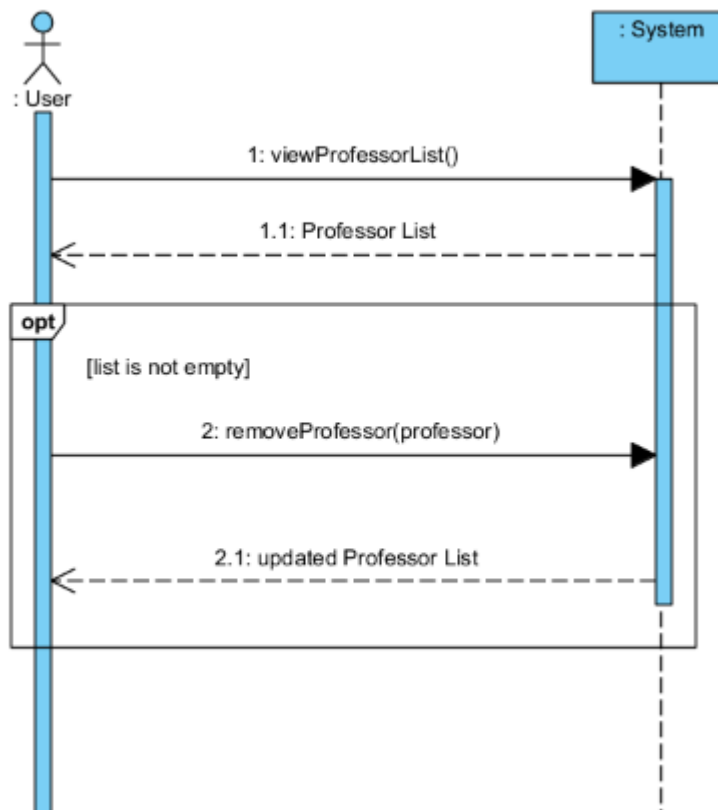 : System
: User
1: viewProfessorList()
1.1: Professor List
opt
[list is not empty]
2: removeProfessor(professor)
2.1: updated Professor List